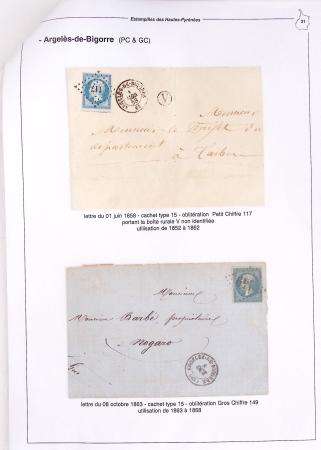 Estampilles des Hautes-Pyrénées
31
- Argelès-de-Bigorre (PC & GC)
Monsieur
Monsieur le Préfet du
département
à Tarbes
lettre du 01 juin 1858 - cachet type 15 - oblitération Petit Chiffre 117
portant la boîte rurale V non identifiée.
utilisation de 1852 à 1862
Monsieur
Monsieur Barbé propriétaire
Nogaro
lettre du 08 octobre 1863 - cachet type 15 - oblitération Gros Chiffre 149
utilisation de 1863 à 1868